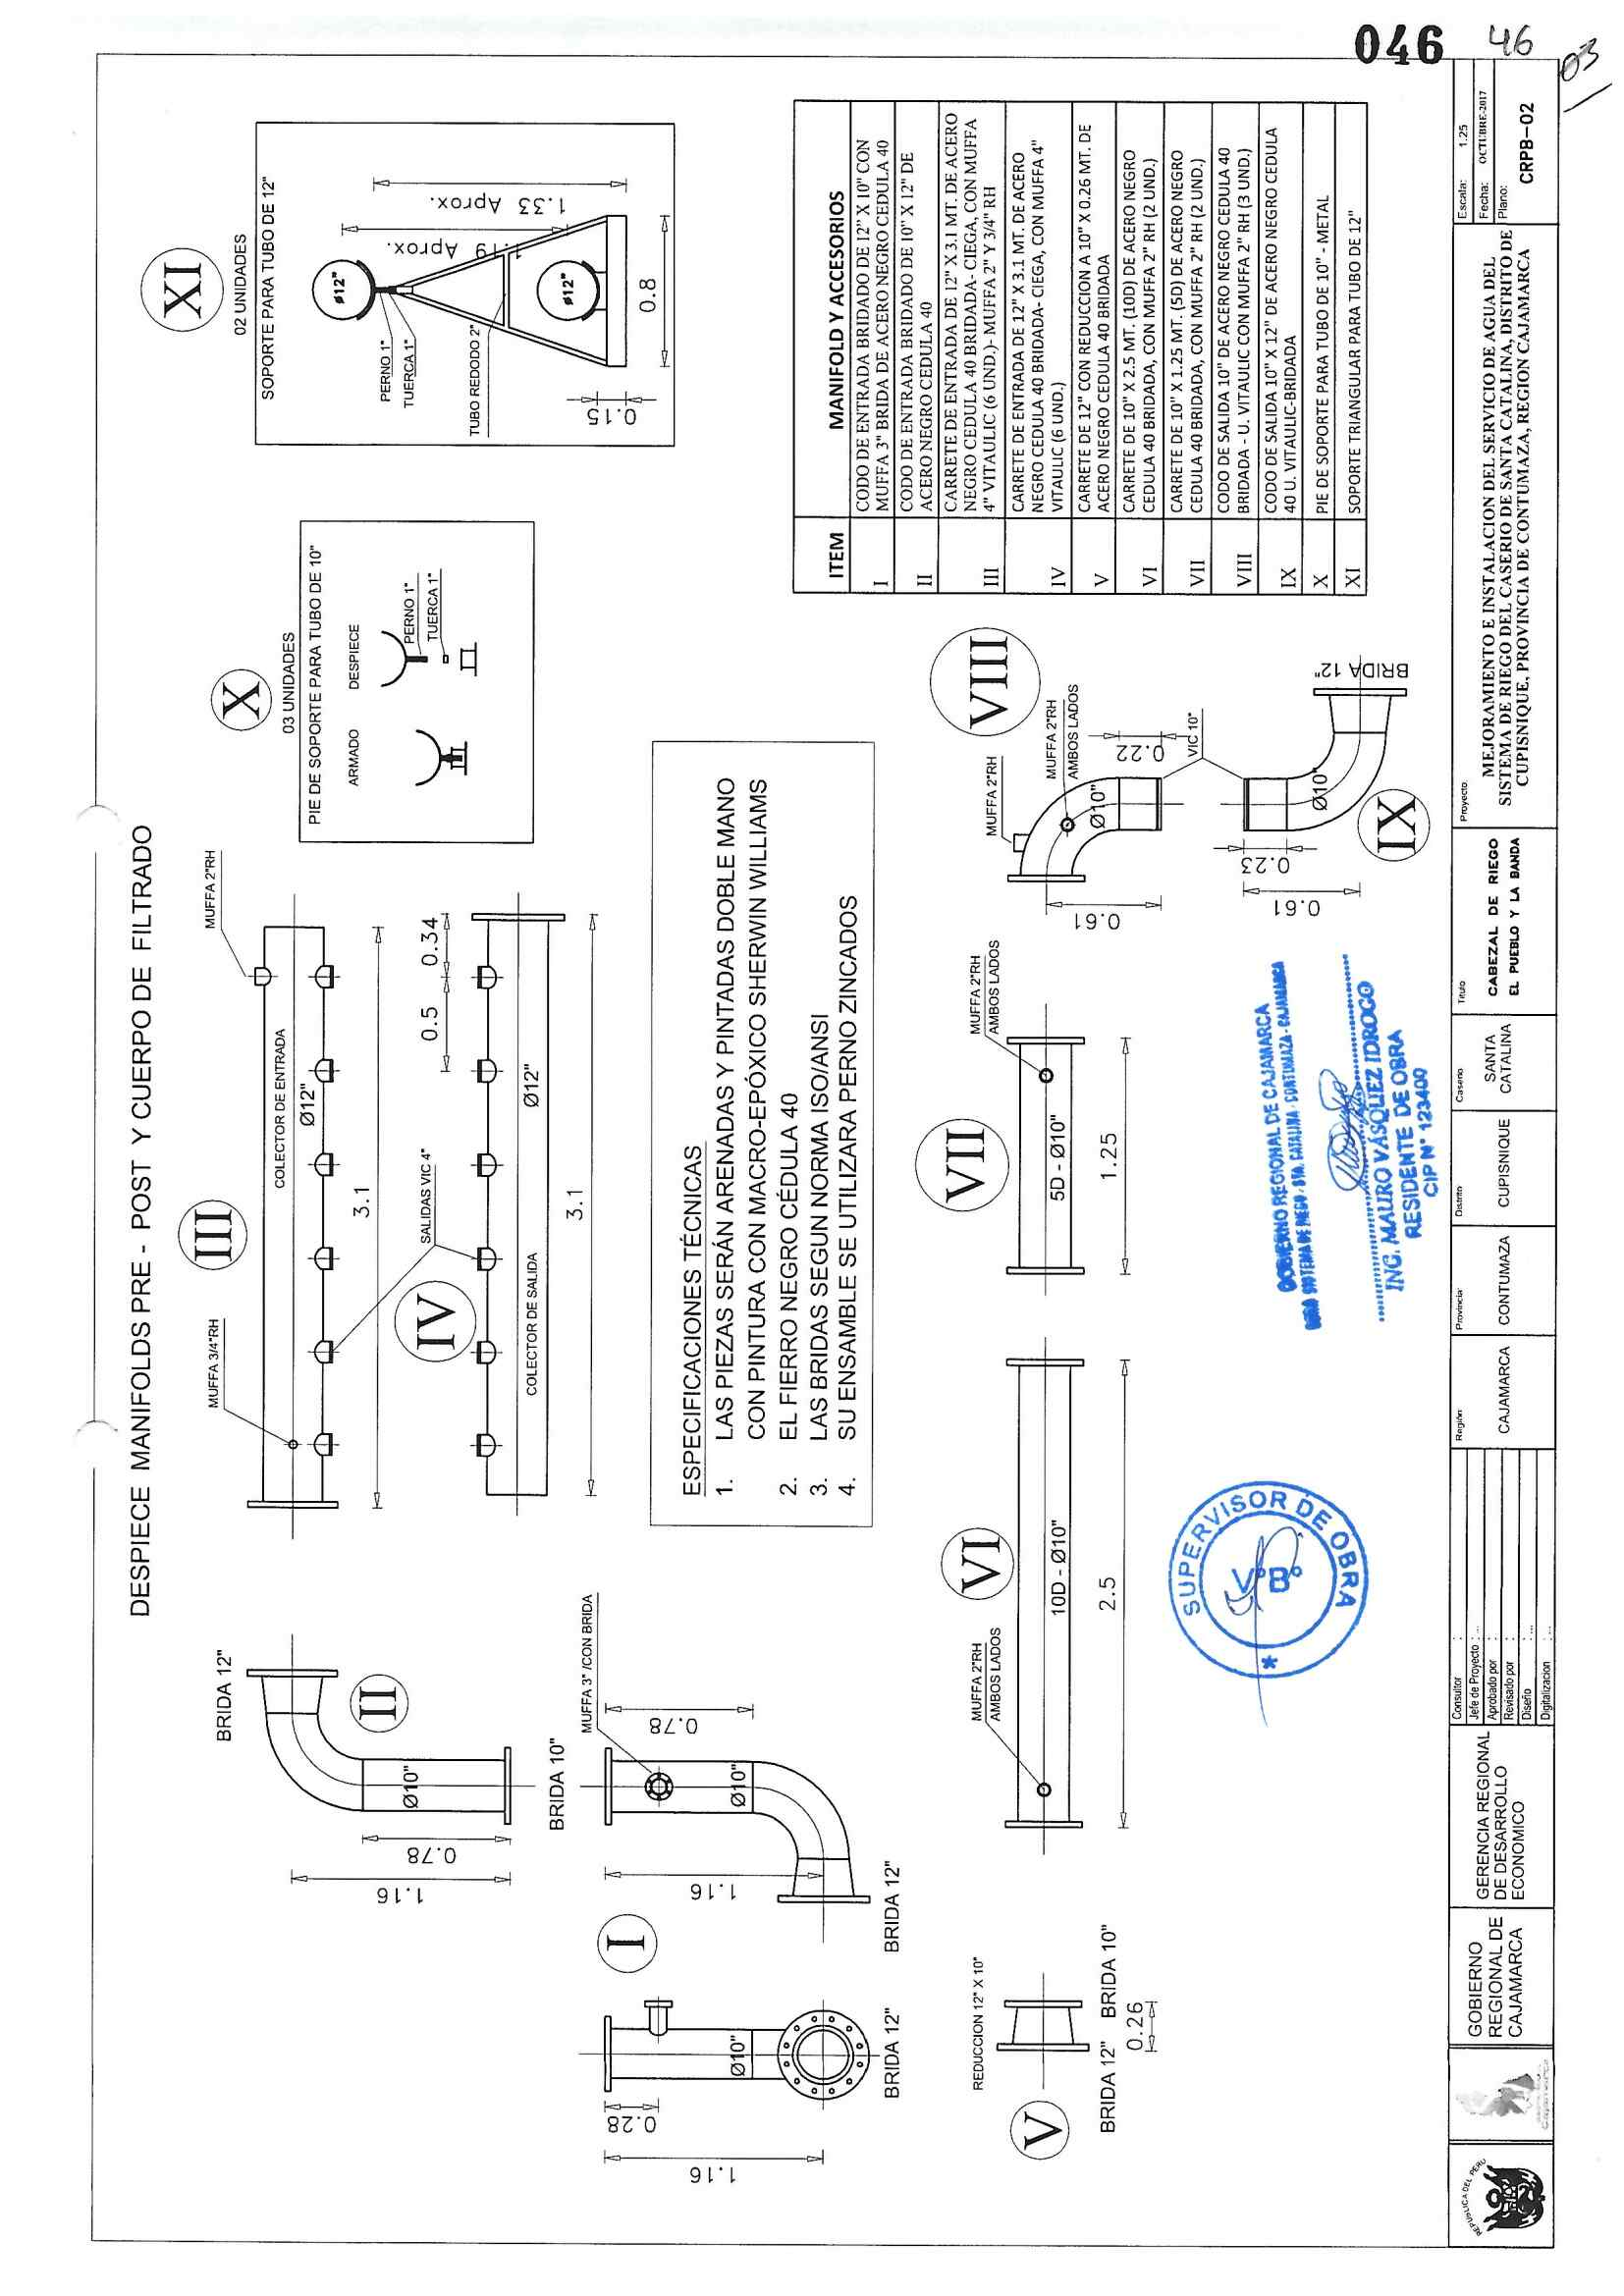 046
46
03
DESPIECE MANIFOLDS PRE - POST Y CUERPO DE FILTRADO
BRIDA 12"
II
Ø10"
0.78
1.16
BRIDA 10"
MUFFA 3/4"RH
III
MUFFA 2"RH
COLECTOR DE ENTRADA
Ø12"
3.1
SALIDAS VIC 4"
IV
0.5
0.34
Ø12"
COLECTOR DE SALIDA
3.1
X
03 UNIDADES
PIE DE SOPORTE PARA TUBO DE 10"
ARMADO
DESPIECE
PERNO 1"
TUERCA 1"
XI
02 UNIDADES
SOPORTE PARA TUBO DE 12"
ø12"
PERNO 1"
TUERCA 1"
TUBO REDODO 2"
ø12"
1.19 Aprox.
1.33 Aprox.
0.15
0.8
I
MUFFA 3" /CON BRIDA
0.78
Ø10"
1.16
BRIDA 12"
Ø10"
0.28
1.16
BRIDA 12"
ESPECIFICACIONES TÉCNICAS
1. LAS PIEZAS SERÁN ARENADAS Y PINTADAS DOBLE MANO
CON PINTURA CON MACRO-EPÓXICO SHERWIN WILLIAMS
2. EL FIERRO NEGRO CÉDULA 40
3. LAS BRIDAS SEGUN NORMA ISO/ANSI
4. SU ENSAMBLE SE UTILIZARA PERNO ZINCADOS
ITEM MANIFOLD Y ACCESORIOS
I CODO DE ENTRADA BRIDADO DE 12" X 10" CON
MUFFA 3" BRIDA DE ACERO NEGRO CEDULA 40
II CODO DE ENTRADA BRIDADO DE 10" X 12" DE
ACERO NEGRO CEDULA 40
III CARRETE DE ENTRADA DE 12" X 3.1 MT. DE ACERO
NEGRO CEDULA 40 BRIDADA- CIEGA, CON MUFFA
4" VITAULIC (6 UND.)- MUFFA 2" Y 3/4" RH
IV CARRETE DE ENTRADA DE 12" X 3.1 MT. DE ACERO
NEGRO CEDULA 40 BRIDADA- CIEGA, CON MUFFA 4"
VITAULIC (6 UND.)
V CARRETE DE 12" CON REDUCCION A 10" X 0.26 MT. DE
ACERO NEGRO CEDULA 40 BRIDADA
VI CARRETE DE 10" X 2.5 MT. (10D) DE ACERO NEGRO
CEDULA 40 BRIDADA, CON MUFFA 2" RH (2 UND.)
VII CARRETE DE 10" X 1.25 MT. (5D) DE ACERO NEGRO
CEDULA 40 BRIDADA, CON MUFFA 2" RH (2 UND.)
VIII CODO DE SALIDA 10" DE ACERO NEGRO CEDULA 40
BRIDADA - U. VITAULIC CON MUFFA 2" RH (3 UND.)
IX CODO DE SALIDA 10" X 12" DE ACERO NEGRO CEDULA
40 U. VITAULIC-BRIDADA
X PIE DE SOPORTE PARA TUBO DE 10" - METAL
XI SOPORTE TRIANGULAR PARA TUBO DE 12"
REDUCCION 12" X 10"
V
BRIDA 12"
BRIDA 10"
0.26
VI
MUFFA 2"RH
AMBOS LADOS
10D - Ø10"
2.5
VII
MUFFA 2"RH
AMBOS LADOS
5D - Ø10"
1.25
VIII
MUFFA 2"RH
MUFFA 2"RH
AMBOS LADOS
Ø10"
0.22
0.61
VIC 10"
Ø10"
0.23
0.61
BRIDA 12"
IX
SUPERVISOR DE OBRA
V°B°
GOBIERNO REGIONAL DE CAJAMARCA
OBRA SISTEMA DE RIEGO - STA. CATALINA - CONTUMAZA - CAJAMARCA
ING. MAURO VÁSQUEZ IDROGO
RESIDENTE DE OBRA
CIP N° 123400
REPUBLICA DEL PERU
GOBIERNO
REGIONAL DE
CAJAMARCA
GERENCIA REGIONAL
DE DESARROLLO
ECONOMICO
Consultor :
Jefe de Proyecto : ...
Aprobado por :
Revisado por :
Diseño : ...
Digitalizacion : ...
Región
CAJAMARCA
Provincia:
CONTUMAZA
Distrito
CUPISNIQUE
Caserio
SANTA
CATALINA
Titulo
CABEZAL DE RIEGO
EL PUEBLO Y LA BANDA
Proyecto
MEJORAMIENTO E INSTALACION DEL SERVICIO DE AGUA DEL
SISTEMA DE RIEGO DEL CASERIO DE SANTA CATALINA, DISTRITO DE
CUPISNIQUE, PROVINCIA DE CONTUMAZA, REGION CAJAMARCA
Escala: 1.25
Fecha: OCTUBRE-2017
Plano:
CRPB-02